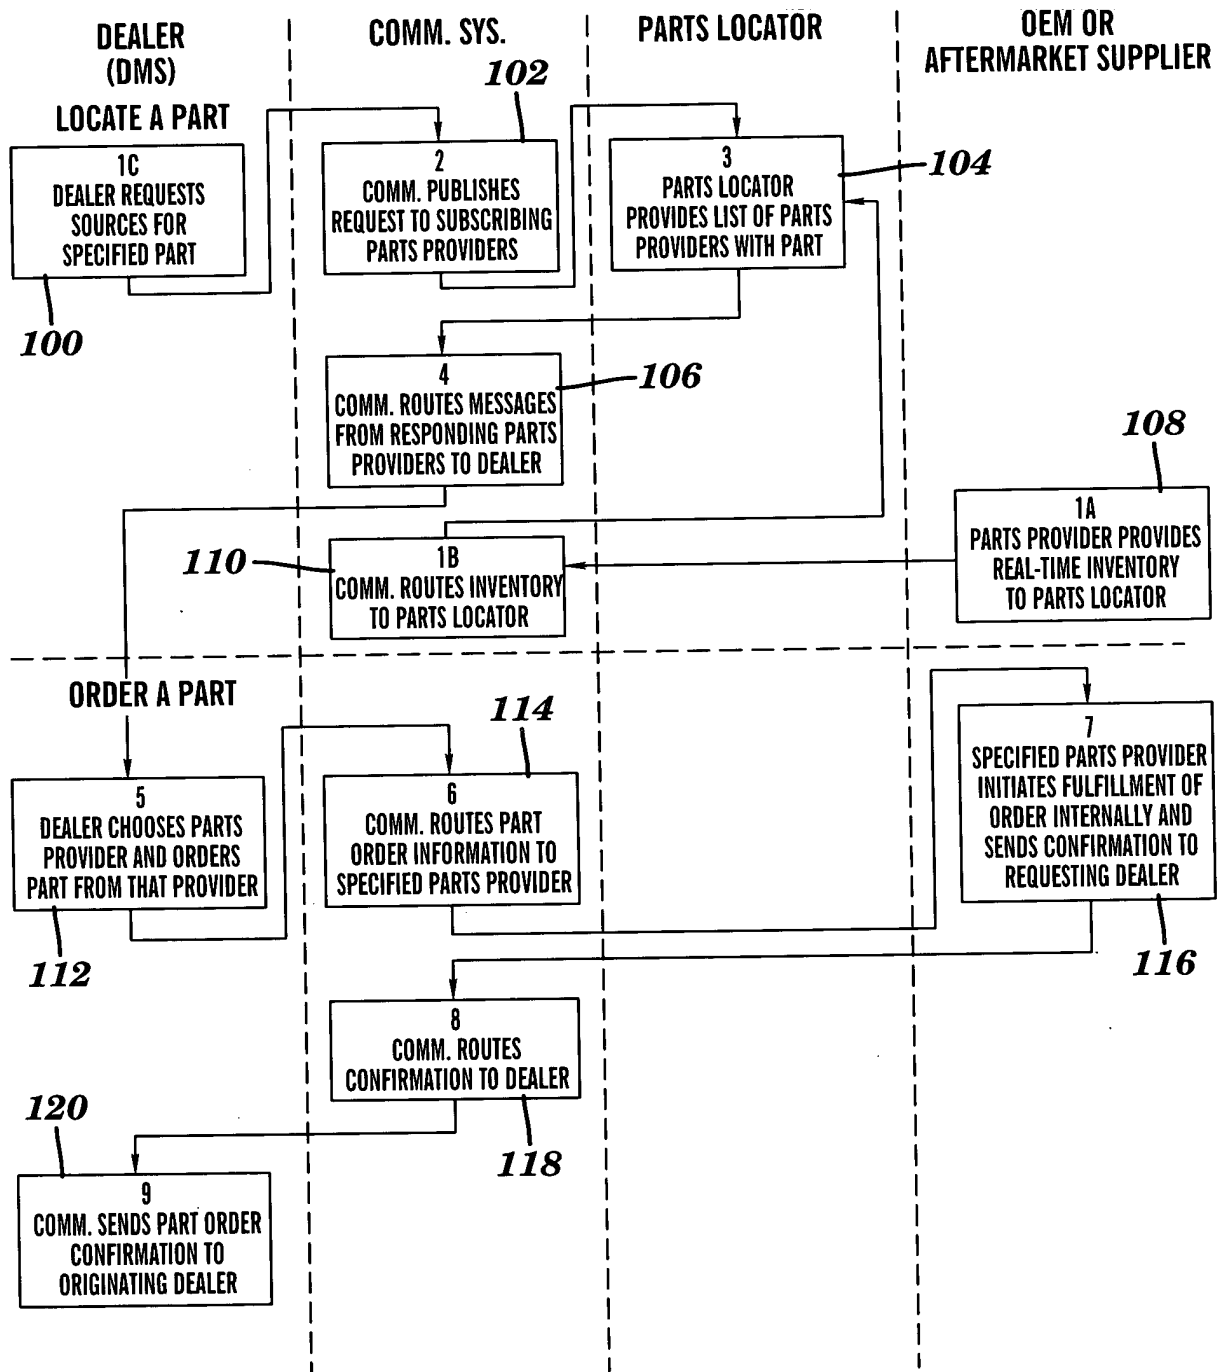 DEALER
(DMS)
COMM. SYS.
PARTS LOCATOR
OEM OR
AFTERMARKET SUPPLIER
LOCATE A PART
102
1C
DEALER REQUESTS
SOURCES FOR
SPECIFIED PART
100
2
COMM. PUBLISHES
REQUEST TO SUBSCRIBING
PARTS PROVIDERS
3
PARTS LOCATOR
PROVIDES LIST OF PARTS
PROVIDERS WITH PART
104
4
COMM. ROUTES MESSAGES
FROM RESPONDING PARTS
PROVIDERS TO DEALER
106
108
1A
PARTS PROVIDER PROVIDES
REAL-TIME INVENTORY
TO PARTS LOCATOR
110
1B
COMM. ROUTES INVENTORY
TO PARTS LOCATOR
ORDER A PART
114
5
DEALER CHOOSES PARTS
PROVIDER AND ORDERS
PART FROM THAT PROVIDER
112
6
COMM. ROUTES PART
ORDER INFORMATION TO
SPECIFIED PARTS PROVIDER
7
SPECIFIED PARTS PROVIDER
INITIATES FULFILLMENT OF
ORDER INTERNALLY AND
SENDS CONFIRMATION TO
REQUESTING DEALER
116
8
COMM. ROUTES
CONFIRMATION TO DEALER
118
120
9
COMM. SENDS PART ORDER
CONFIRMATION TO
ORIGINATING DEALER